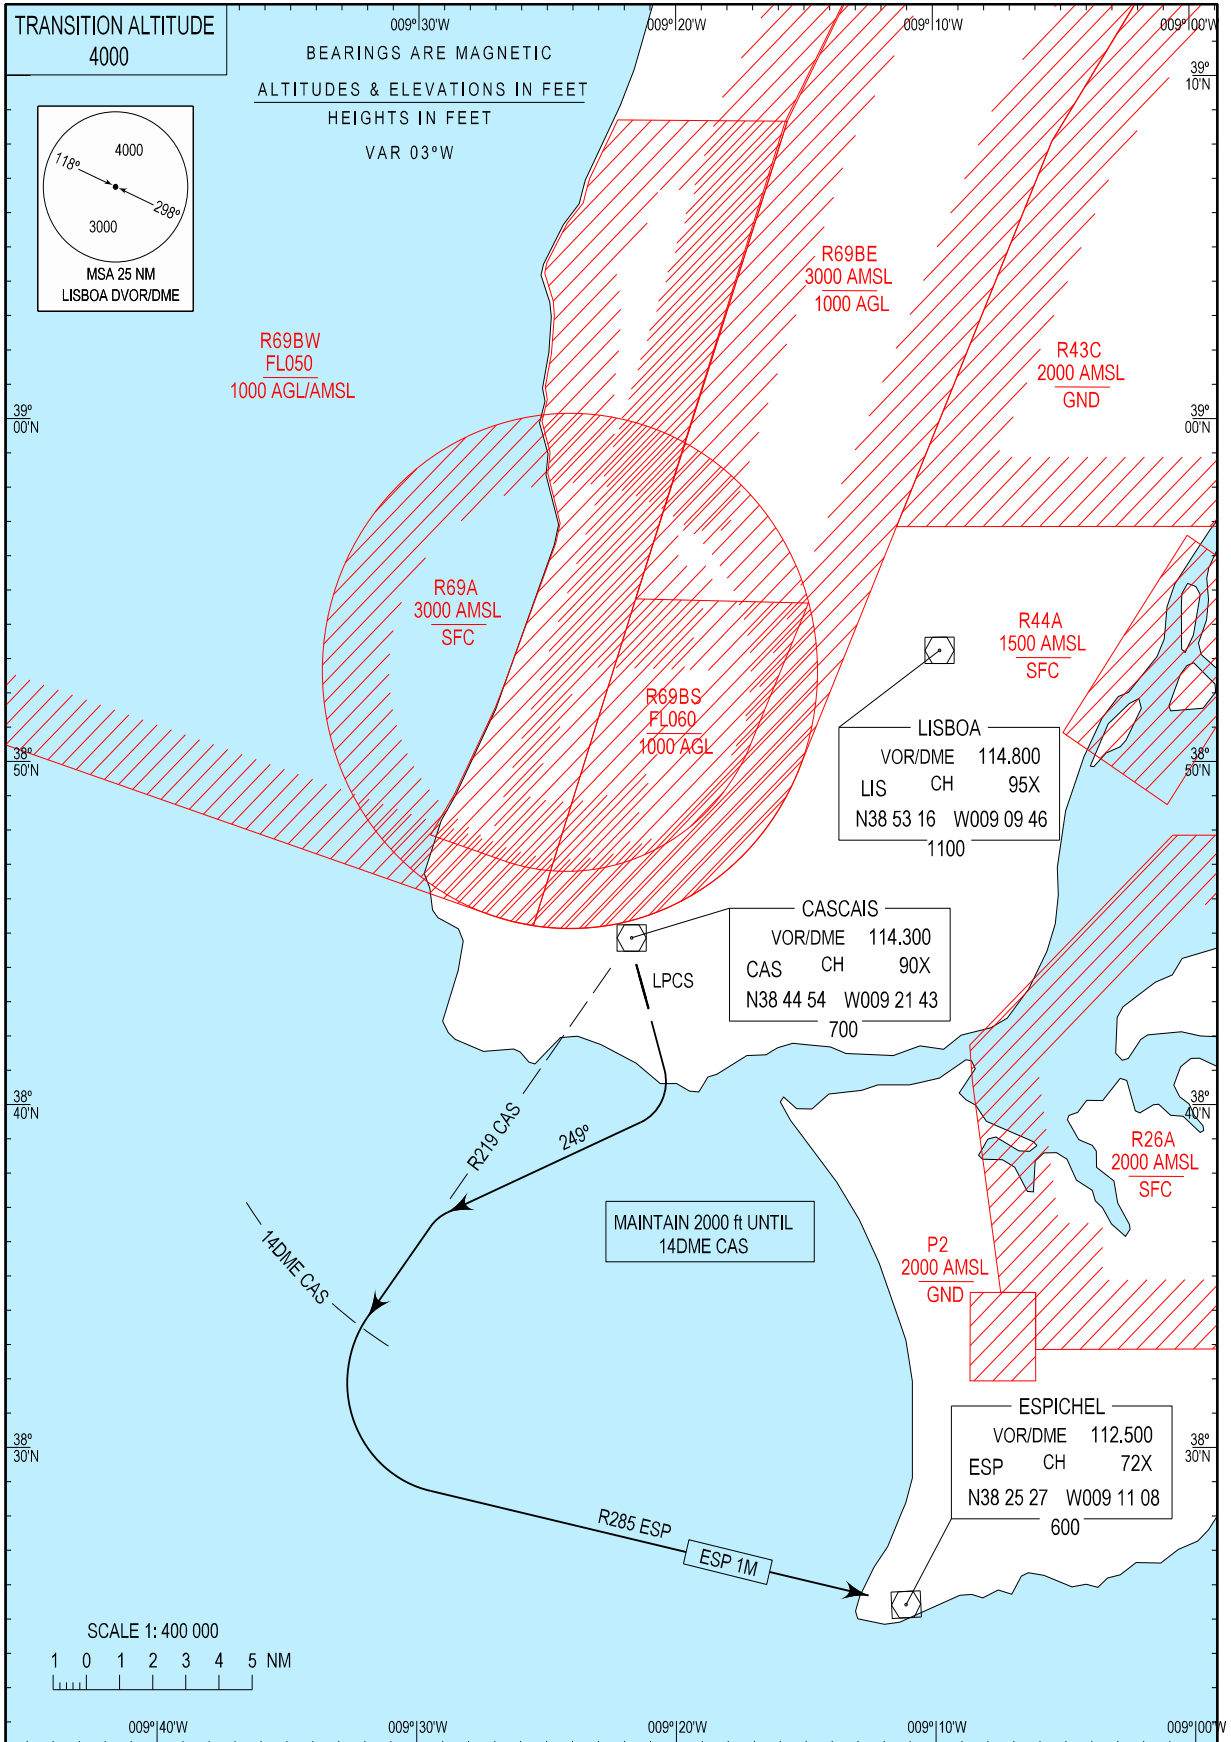 009°30'W
009°20'W
009°10'W
009°00'W
TRANSITION ALTITUDE
4000
BEARINGS ARE MAGNETIC
ALTITUDES & ELEVATIONS IN FEET
HEIGHTS IN FEET
VAR 03°W
39°
10'N
118°
4000
298°
3000
MSA 25 NM
LISBOA DVOR/DME
R69BE
3000 AMSL
1000 AGL
R69BW
FL050
1000 AGL/AMSL
R43C
2000 AMSL
GND
39°
00'N
39°
00'N
R69A
3000 AMSL
SFC
R44A
1500 AMSL
SFC
R69BS
FL060
1000 AGL
LISBOA
VOR/DME 114.800
LIS CH 95X
N38 53 16 W009 09 46
1100
38°
50'N
38°
50'N
CASCAIS
VOR/DME 114.300
CAS CH 90X
N38 44 54 W009 21 43
700
LPCS
38°
40'N
38°
40'N
R219 CAS
249°
R26A
2000 AMSL
SFC
MAINTAIN 2000 ft UNTIL
14DME CAS
14DME CAS
P2
2000 AMSL
GND
ESPICHEL
VOR/DME 112.500
ESP CH 72X
N38 25 27 W009 11 08
600
38°
30'N
38°
30'N
R285 ESP
ESP 1M
SCALE 1: 400 000
1 0 1 2 3 4 5 NM
009°40'W
009°30'W
009°20'W
009°10'W
009°00'W